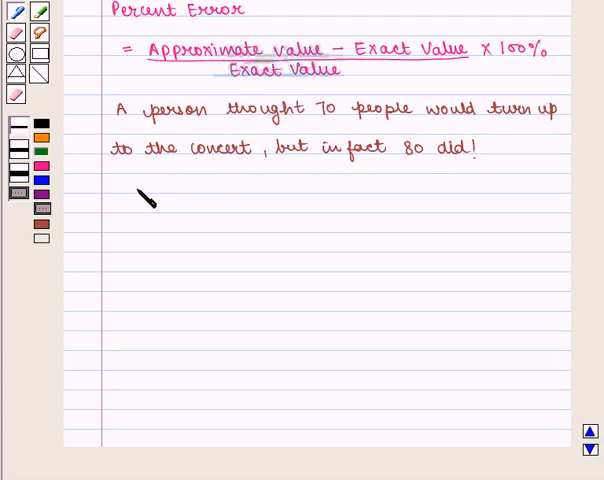 Percent Error
= Approximate Value - Exact Value × 100%
Exact Value
A person thought 70 people would turn up
to the concert, but in fact 80 did!